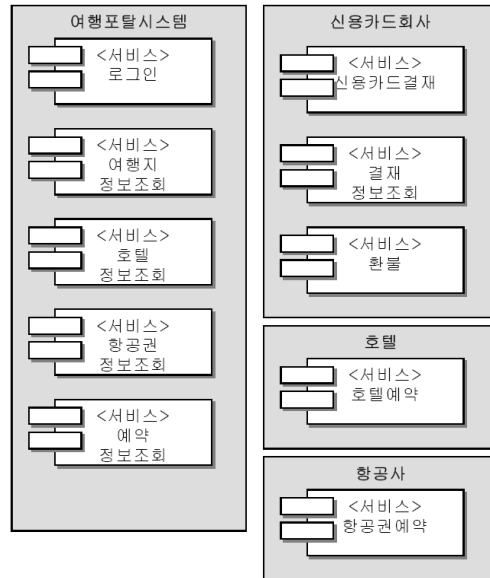 여행포탈시스템
<서비스>
로그인
<서비스>
여행지
정보조회
<서비스>
호텔
정보조회
<서비스>
항공권
정보조회
<서비스>
예약
정보조회
신용카드회사
<서비스>
신용카드결재
<서비스>
결재
정보조회
<서비스>
환불
호텔
<서비스>
호텔예약
항공사
<서비스>
항공권예약